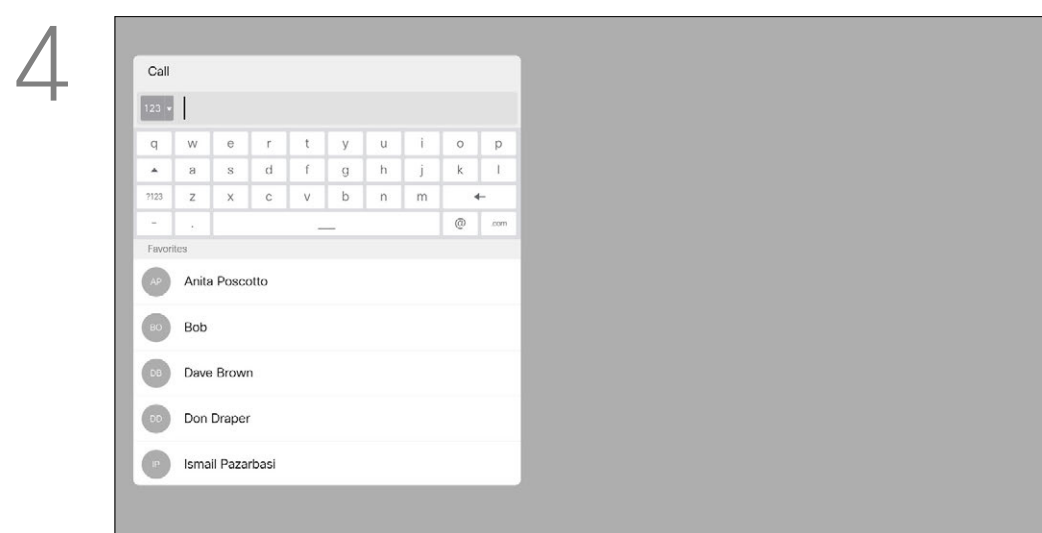 4
Call
123
q w e r t y u i o p
a s d f g h j k l
?123 z x c v b n m
- . @ .com
Favorites
AP Anita Poscotto
BO Bob
DB Dave Brown
DD Don Draper
IP Ismail Pazarbasi